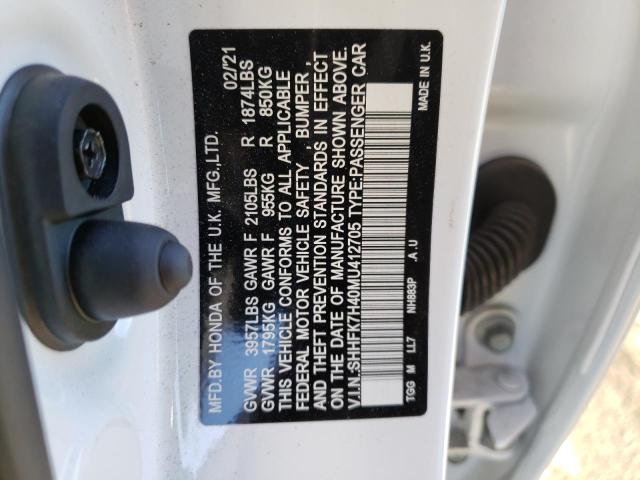 MFD.BY HONDA OF THE U.K. MFG.,LTD. 02/'21
GVWR 3957LBS GAWR F 2105LBS R 1874LBS
GVWR 1795KG GAWR F 955KG R 850KG
THIS VEHICLE CONFORMS TO ALL APPLICABLE
FEDERAL MOTOR VEHICLE SAFETY , BUMPER ,
AND THEFT PREVENTION STANDARDS IN EFFECT
ON THE DATE OF MANUFACTURE SHOWN ABOVE.
V.I.N.:SHHFK7H40MU412705 TYPE:PASSENGER CAR
TGG M LL7 NH883P .A.U MADE IN U.K.